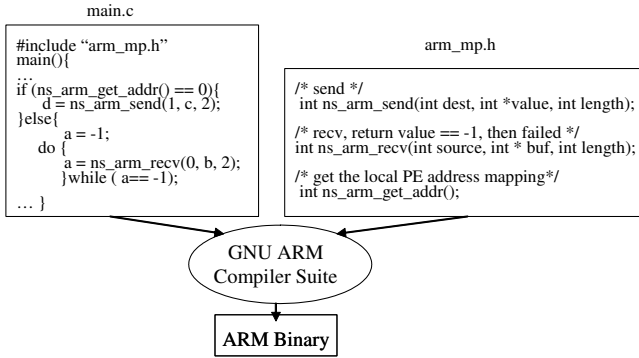 main.c
#include “arm_mp.h”
main(){
…
if (ns_arm_get_addr() == 0){
d = ns_arm_send(1, c, 2);
}else{
a = -1;
do {
a = ns_arm_recv(0, b, 2);
}while ( a== -1);
… }
arm_mp.h
/* send */
int ns_arm_send(int dest, int *value, int length);
/* recv, return value == -1, then failed */
int ns_arm_recv(int source, int * buf, int length);
/* get the local PE address mapping*/
int ns_arm_get_addr();
GNU ARM
Compiler Suite
ARM Binary